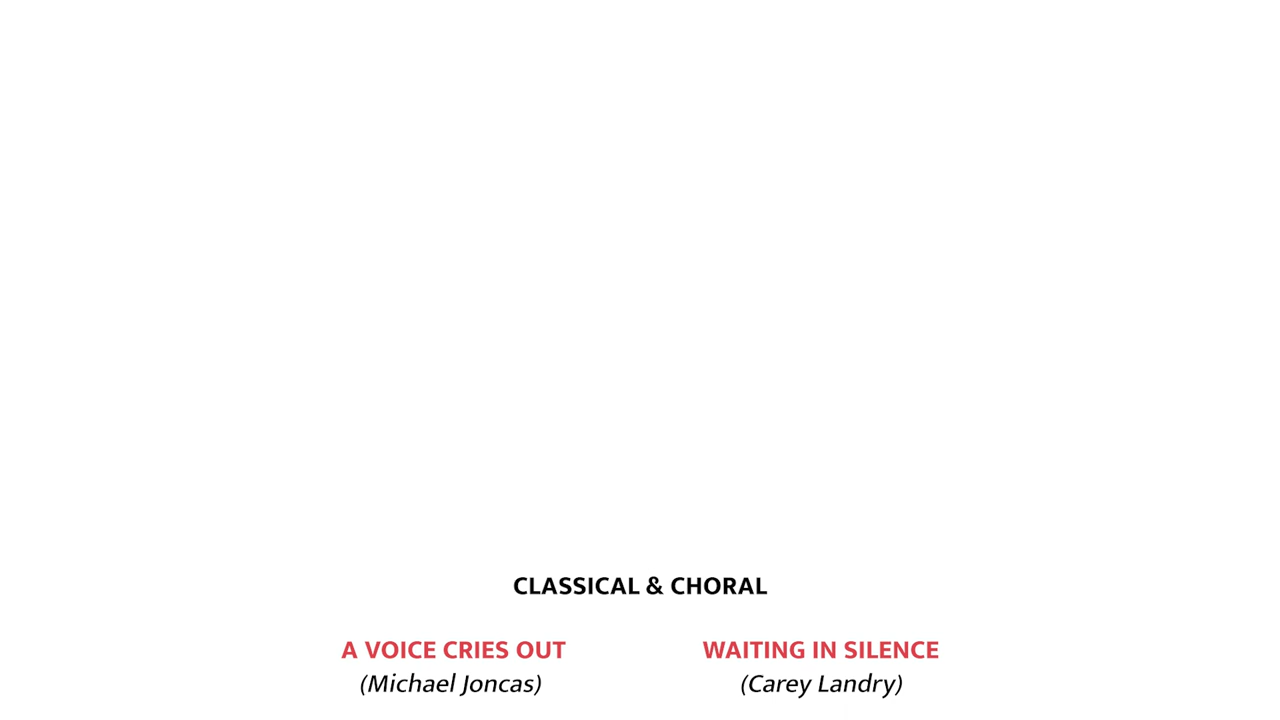 CLASSICAL & CHORAL
A VOICE CRIES OUT
(Michael Joncas)
WAITING IN SILENCE
(Carey Landry)